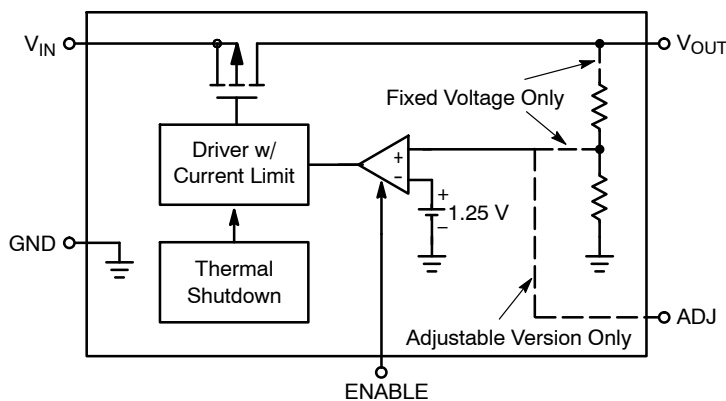 V_IN
V_OUT
Fixed Voltage Only
Driver w/
Current Limit
+
−
+
1.25 V
−
GND
Thermal
Shutdown
ADJ
Adjustable Version Only
ENABLE